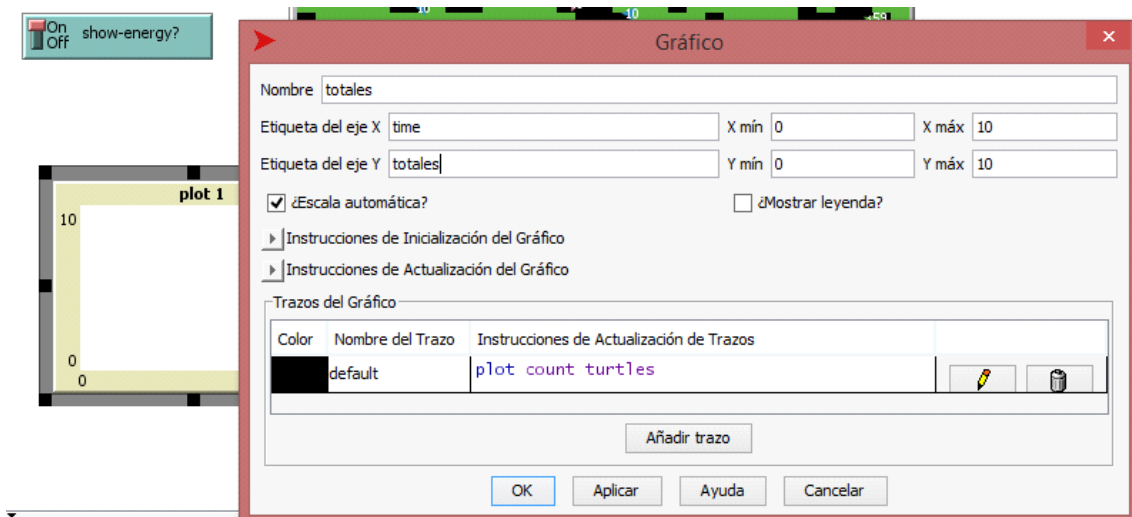 On
Off
show-energy?
10
10
459
Gráfico
Nombre totales
Etiqueta del eje X time X mín 0 X máx 10
Etiqueta del eje Y totales Y mín 0 Y máx 10
plot 1
10
0
0
¿Escala automática? ¿Mostrar leyenda?
Instrucciones de Inicialización del Gráfico
Instrucciones de Actualización del Gráfico
Trazos del Gráfico
Color Nombre del Trazo Instrucciones de Actualización de Trazos
default plot count turtles
Añadir trazo
OK Aplicar Ayuda Cancelar